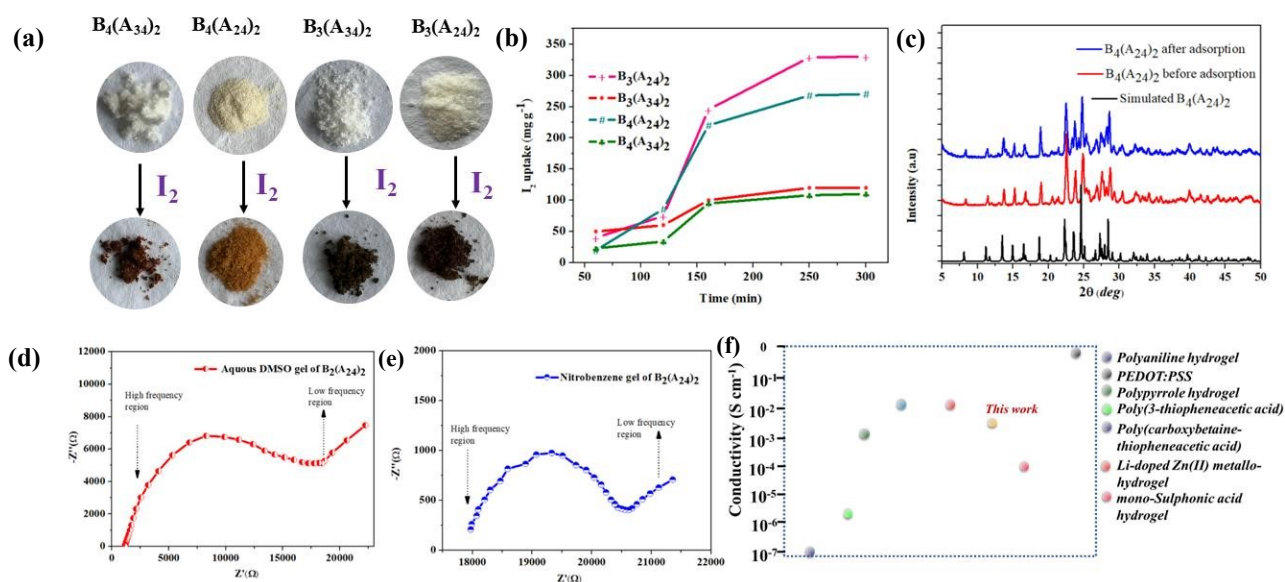 (a)
B₄(A₃₄)₂ B₄(A₂₄)₂ B₃(A₃₄)₂ B₃(A₂₄)₂
I₂ I₂ I₂ I₂
(b)
I₂ uptake (mg g⁻¹)
350
300
250
200
150
100
50
0
B₃(A₂₄)₂
B₃(A₃₄)₂
B₄(A₂₄)₂
B₄(A₃₄)₂
50 100 150 200 250 300
Time (min)
(c)
Intensity (a.u)
B₄(A₂₄)₂ after adsorption
B₄(A₂₄)₂ before adsorption
Simulated B₄(A₂₄)₂
5 10 15 20 25 30 35 40 45 50
2θ (deg)
(d)
-Z''(Ω)
12000
10000
8000
6000
4000
2000
0
Aquous DMSO gel of B₂(A₂₄)₂
High frequency
region
Low frequency
region
0 5000 10000 15000 20000
Z'(Ω)
(e)
-Z''(Ω)
2000
1500
1000
500
0
Nitrobenzene gel of B₂(A₂₄)₂
High frequency
region
Low frequency
region
18000 19000 20000 21000 22000
Z'(Ω)
(f)
Conductivity (S cm⁻¹)
0
10⁻¹
10⁻²
10⁻³
10⁻⁴
10⁻⁵
10⁻⁶
10⁻⁷
This work
Polyaniline hydrogel
PEDOT:PSS
Polypyrrole hydrogel
Poly(3-thiopheneacetic acid)
Poly(carboxybetaine-
thiopheneacetic acid)
Li-doped Zn(II) metallo-
hydrogel
mono-Sulphonic acid
hydrogel